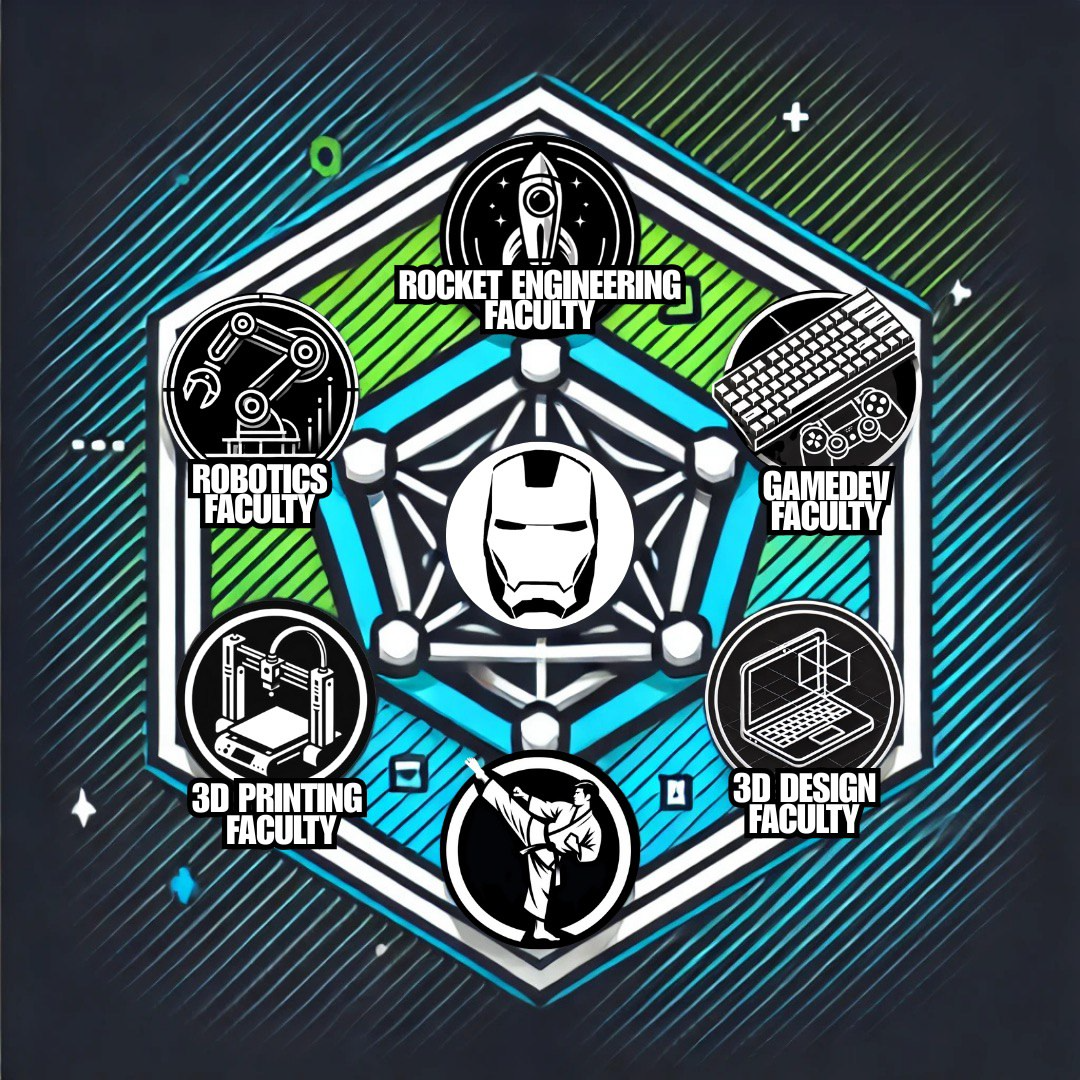 ROCKET ENGINEERING
FACULTY
ROBOTICS
FACULTY
GAMEDEV
FACULTY
3D PRINTING
FACULTY
3D DESIGN
FACULTY